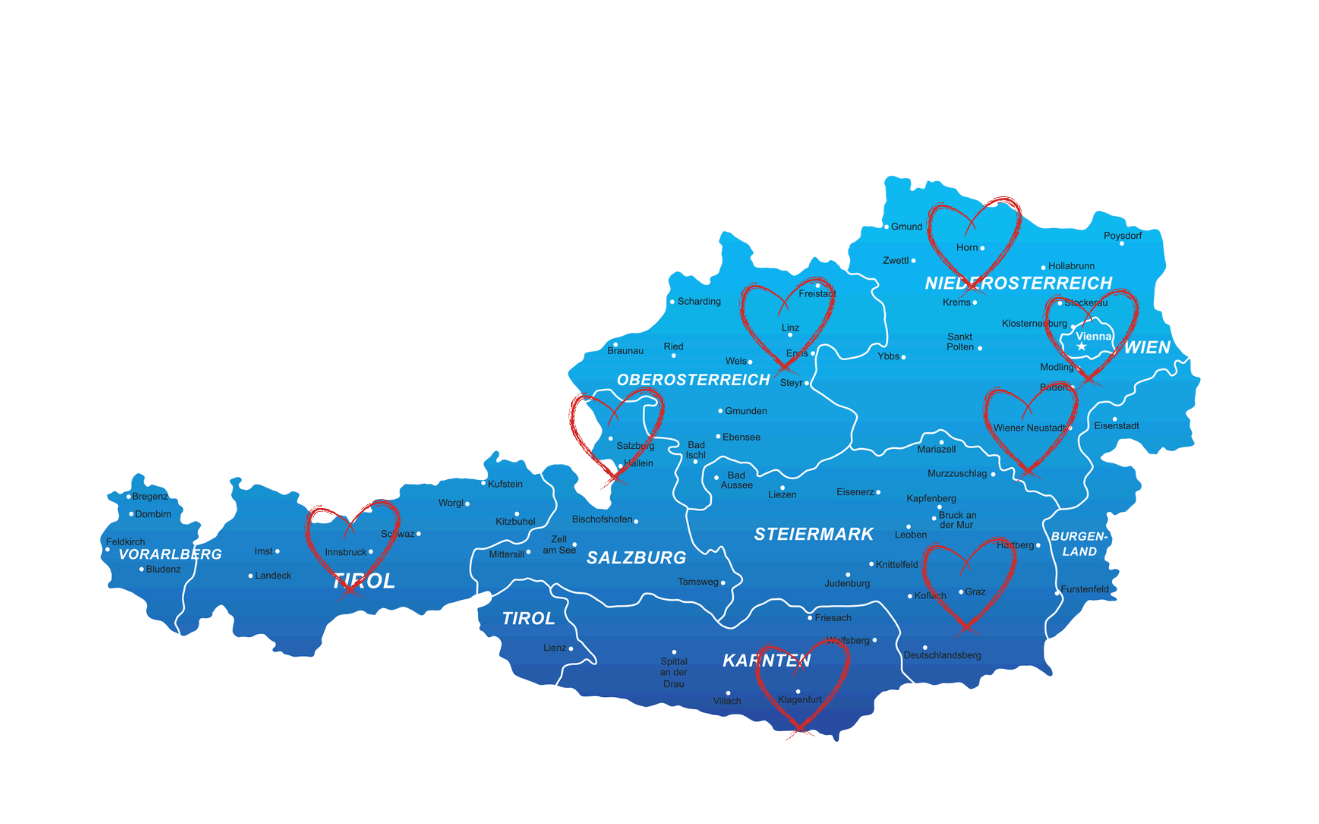 Gmund
Horn
Poysdorf
Zwettl
Hollabrunn
NIEDEROSTERREICH
Freistadt
Scharding
Krems
Stockerau
Klosterneuburg
Linz
Vienna
Sankt
Polten
WIEN
Braunau
Ried
Wels
Enns
Ybbs
Modling
OBEROSTERREICH
Steyr
Baden
Gmunden
Wiener Neustadt
Eisenstadt
Ebensee
Salzburg
Bad
Ischl
Mariazell
Hallein
Bad
Aussee
Murzzuschlag
Kufstein
Liezen
Eisenerz
Kapfenberg
Bregenz
Worgl
Dombirn
Kitzbuhel
Bischofshofen
Bruck an
der Mur
Schwaz
STEIERMARK
Leoben
BURGEN-
LAND
Feldkirch
VORARLBERG
Imst
Innsbruck
Mittersill
Zell
am See
SALZBURG
Hartberg
Bludenz
Landeck
TIROL
Knittelfeld
Tamsweg
Judenburg
Koflach
Graz
Furstenfeld
TIROL
Friesach
Lienz
Wolfsberg
Deutschlandsberg
KARNTEN
Spittal
an der
Drau
Villach
Klagenfurt